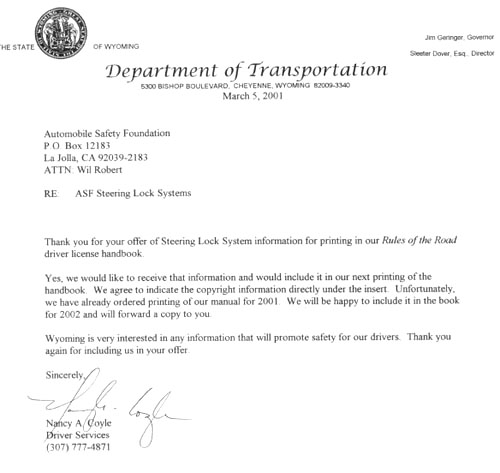 THE STATE OF WYOMING
Jim Geringer, Governor
Sleeter Dover, Esq., Director
Department of Transportation
5300 BISHOP BOULEVARD, CHEYENNE, WYOMING 82009-3340
March 5, 2001
Automobile Safety Foundation
P.O. Box 12183
La Jolla, CA 92039-2183
ATTN: Wil Robert
RE: ASF Steering Lock Systems
Thank you for your offer of Steering Lock System information for printing in our Rules of the Road
driver license handbook.
Yes, we would like to receive that information and would include it in our next printing of the
handbook. We agree to indicate the copyright information directly under the insert. Unfortunately,
we have already ordered printing of our manual for 2001. We will be happy to include it in the book
for 2002 and will forward a copy to you.
Wyoming is very interested in any information that will promote safety for our drivers. Thank you
again for including us in your offer.
Sincerely,
Nancy A. Coyle
Driver Services
(307) 777-4871